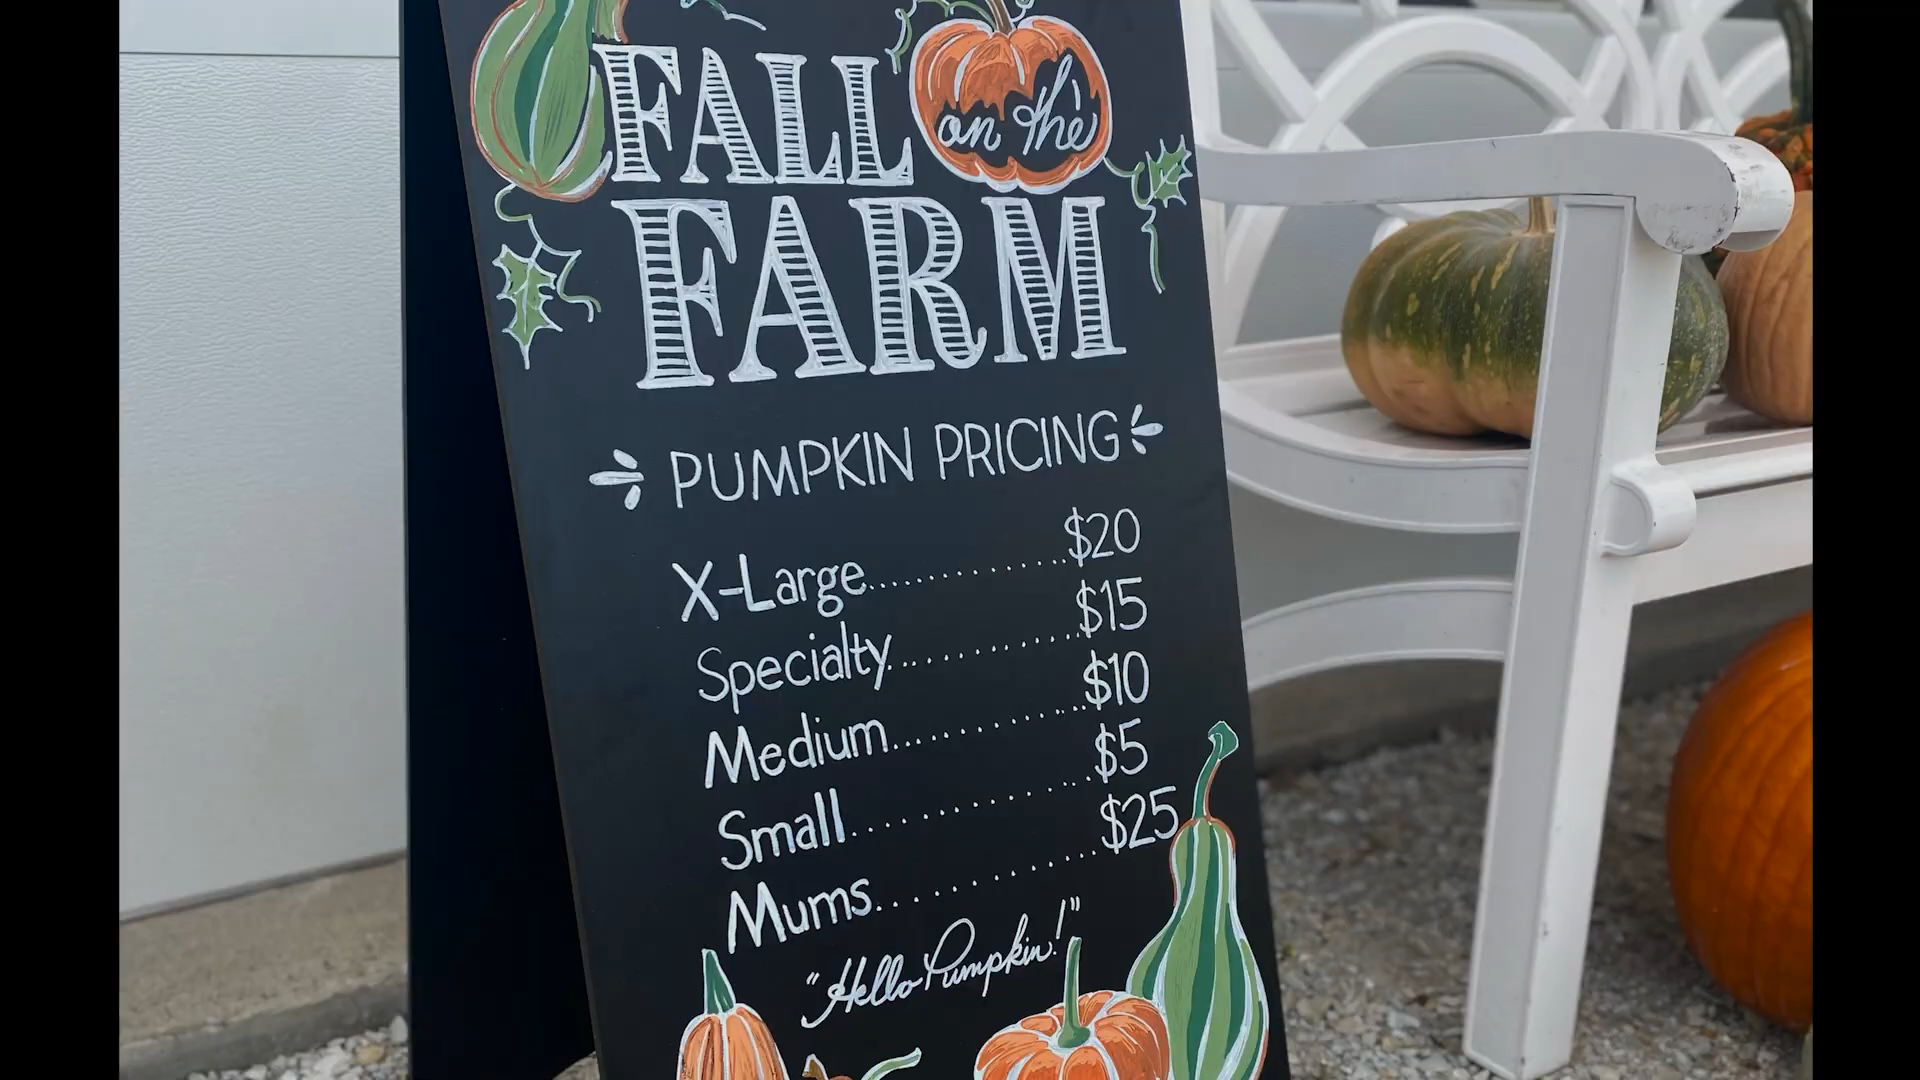 FALL on the
FARM
PUMPKIN PRICING
X-Large..................$20
Specialty................$15
Medium................$10
Small..................$5
Mums................$25
"Hello Pumpkin!"